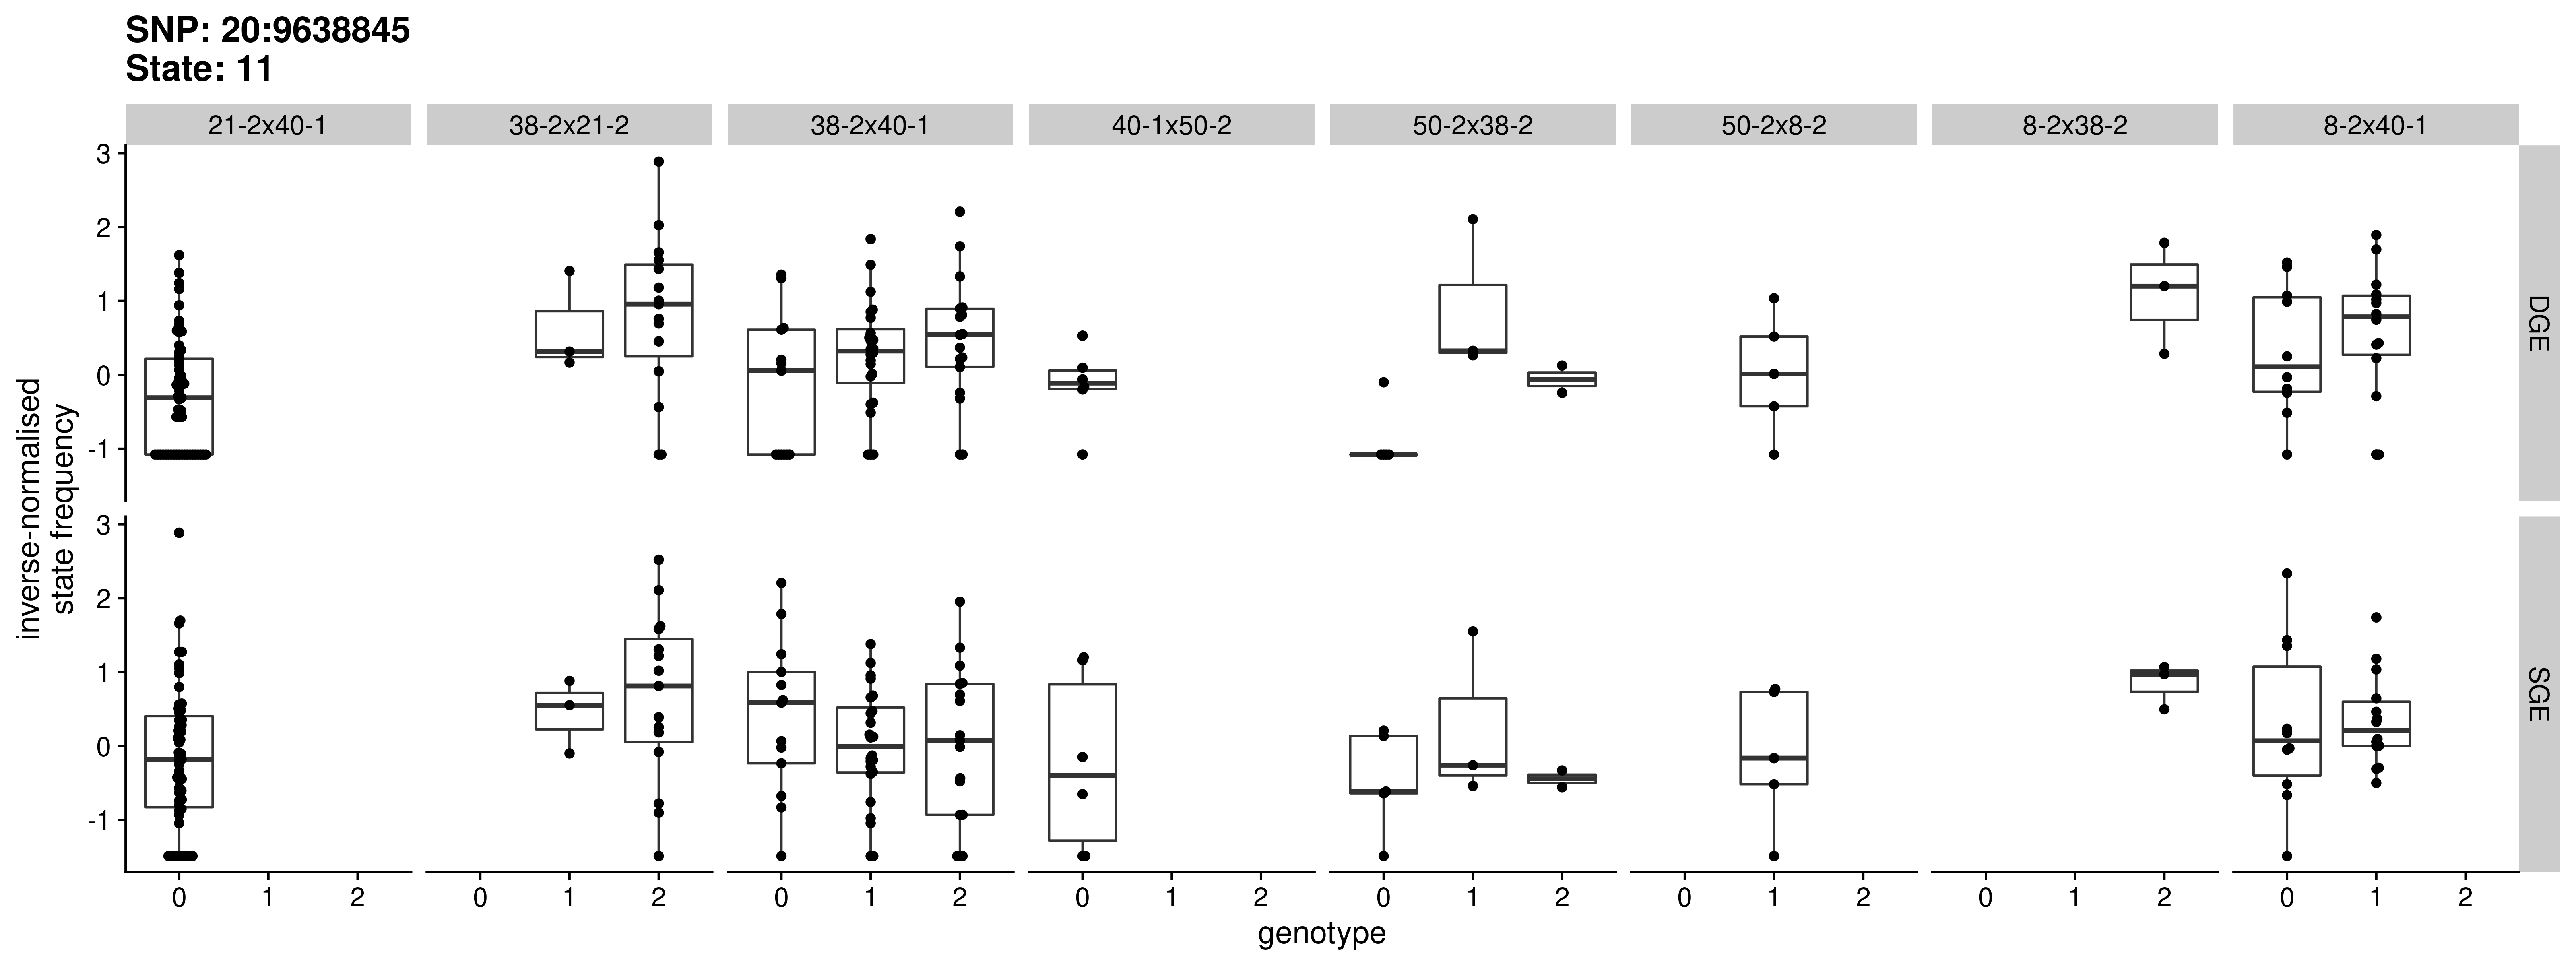 SNP: 20:9638845
State: 11
21-2x40-1
38-2x21-2
38-2x40-1
40-1x50-2
50-2x38-2
50-2x8-2
8-2x38-2
8-2x40-1
inverse-normalised
state frequency
3
2
1
0
-1
DGE
3
2
1
0
-1
SGE
0 1 2
0 1 2
0 1 2
0 1 2
0 1 2
0 1 2
0 1 2
0 1 2
genotype